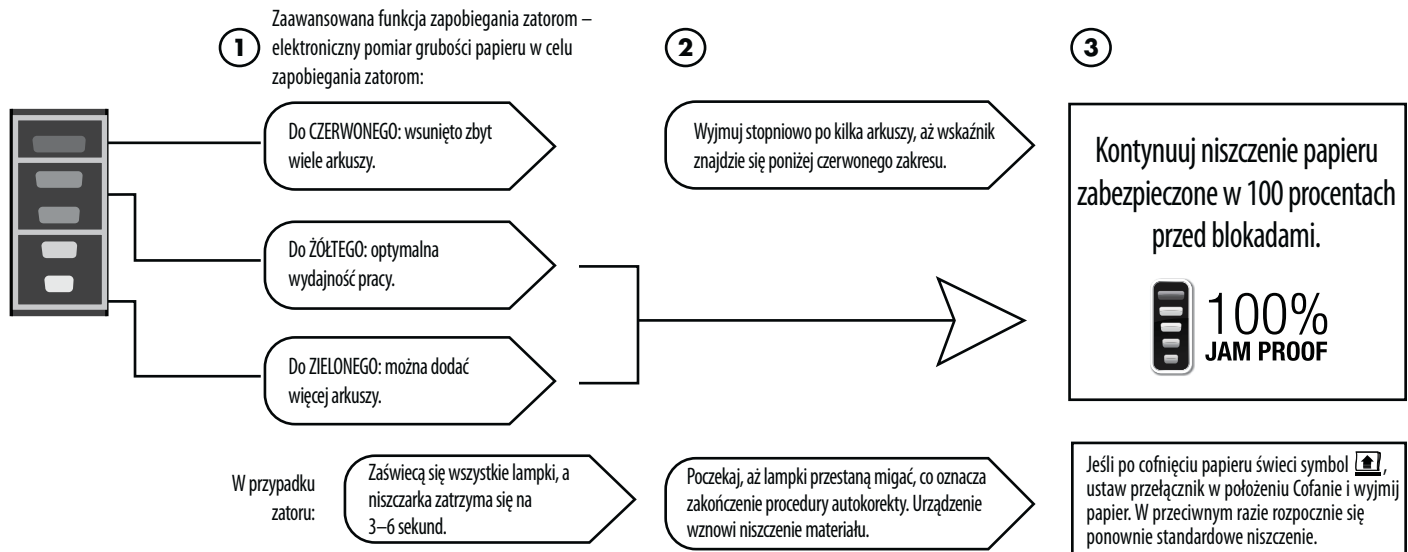 1
Zaawansowana funkcja zapobiegania zatorom –
elektroniczny pomiar grubości papieru w celu
zapobiegania zatorom:
Do CZERWONEGO: wsunięto zbyt
wiele arkuszy.
Do ŻÓŁTEGO: optymalna
wydajność pracy.
Do ZIELONEGO: można dodać
więcej arkuszy.
2
Wyjmuj stopniowo po kilka arkuszy, aż wskaźnik
znajdzie się poniżej czerwonego zakresu.
3
Kontynuuj niszczenie papieru
zabezpieczone w 100 procentach
przed blokadami.
100%
JAM PROOF
W przypadku
zatoru:
Zaświecą się wszystkie lampki, a
niszczarka zatrzyma się na
3–6 sekund.
Poczekaj, aż lampki przestaną migać, co oznacza
zakończenie procedury autokorekty. Urządzenie
wznowi niszczenie materiału.
Jeśli po cofnięciu papieru świeci symbol ,
ustaw przełącznik w położeniu Cofanie i wyjmij
papier. W przeciwnym razie rozpocznie się
ponownie standardowe niszczenie.